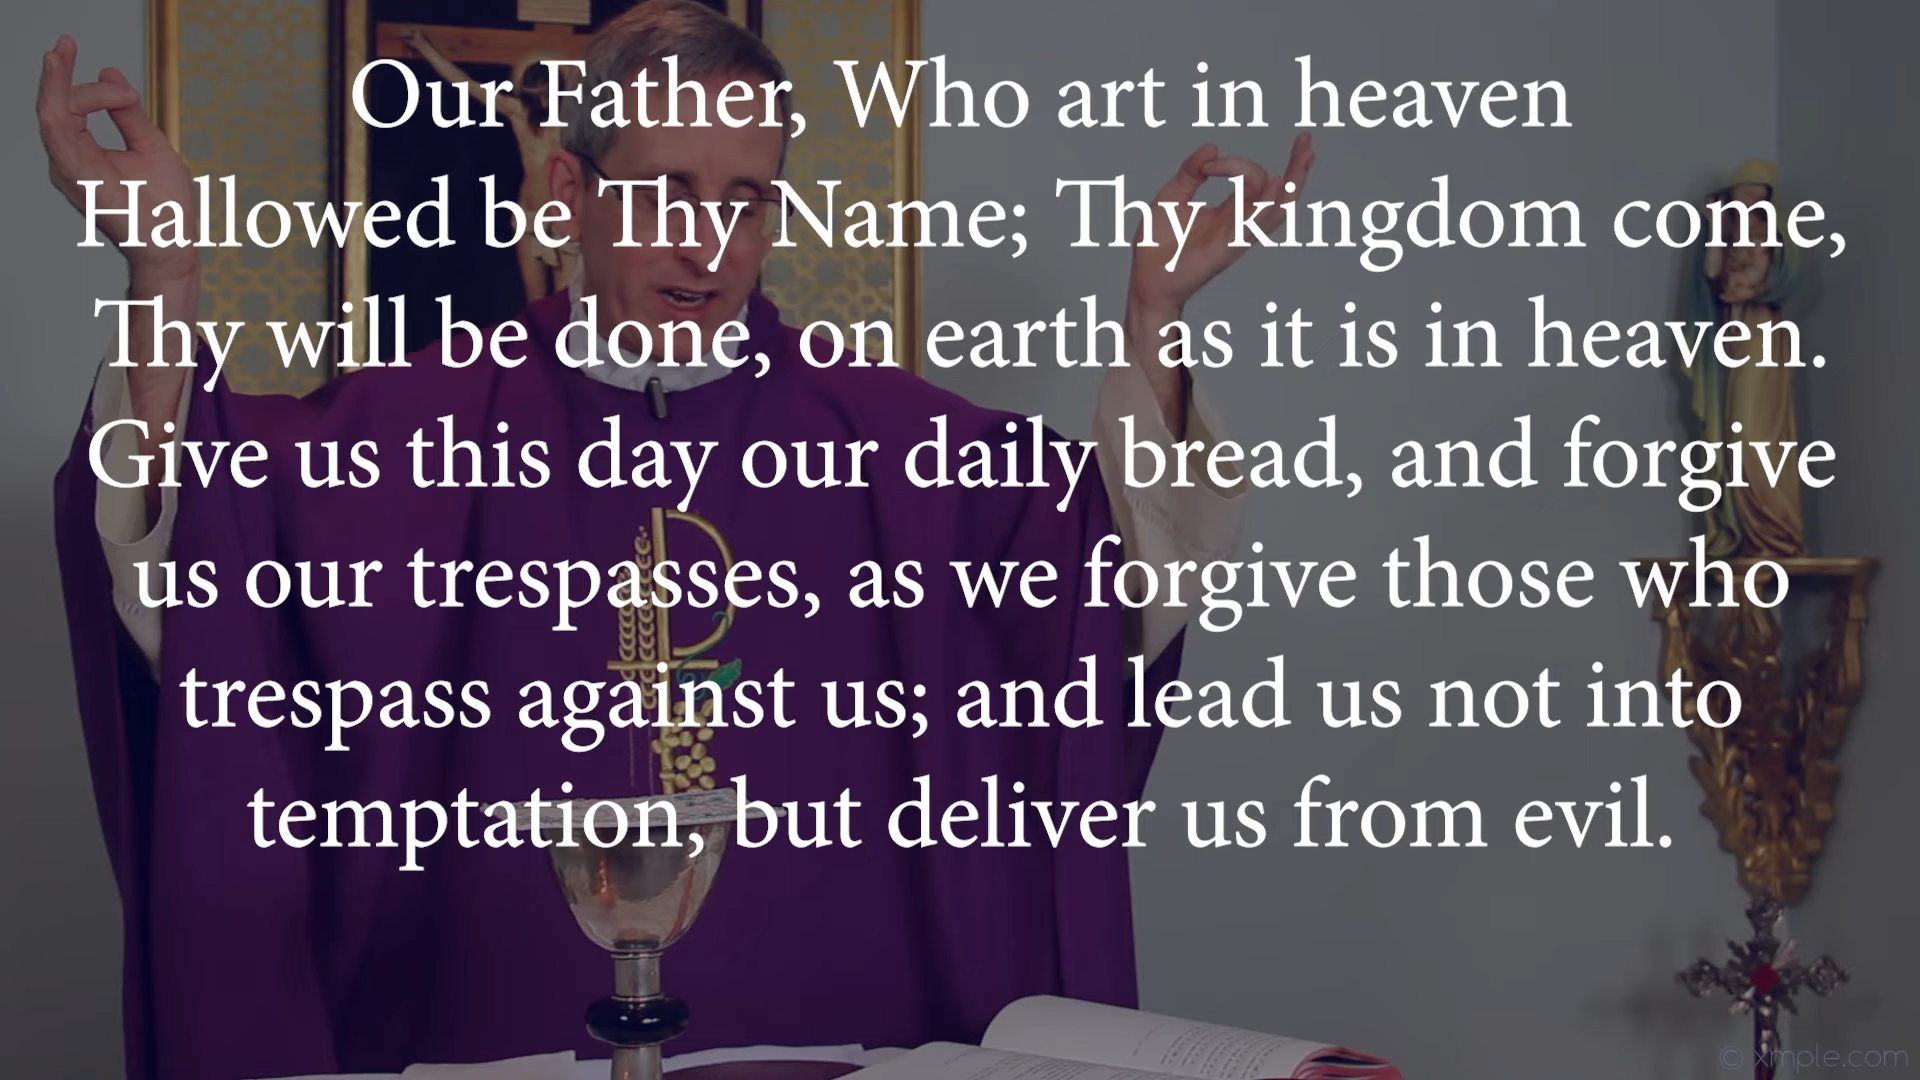 Our Father, Who art in heaven
Hallowed be Thy Name; Thy kingdom come,
Thy will be done, on earth as it is in heaven.
Give us this day our daily bread, and forgive
us our trespasses, as we forgive those who
trespass against us; and lead us not into
temptation, but deliver us from evil.
© xmple.com